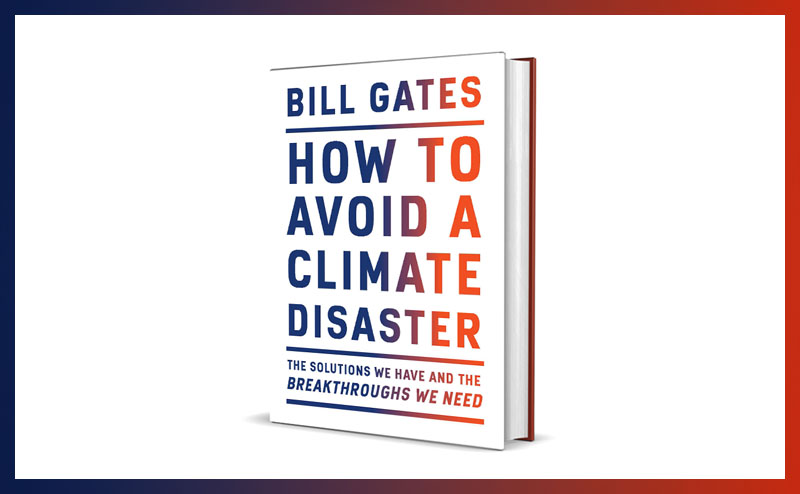 BILL GATES
HOW TO
AVOID A
CLIMATE
DISASTER
THE SOLUTIONS WE HAVE AND THE
BREAKTHROUGHS WE NEED